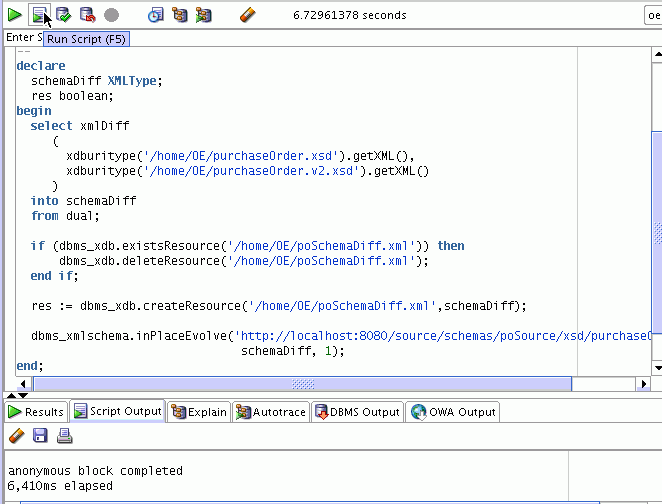 6.72961378 seconds
oe
Enter S
Run Script (F5)
--
declare
schemaDiff XMLType;
res boolean;
begin
select xmlDiff
(
xdburitype('/home/OE/purchaseOrder.xsd').getXML(),
xdburitype('/home/OE/purchaseOrder.v2.xsd').getXML()
)
into schemaDiff
from dual;
if (dbms_xdb.existsResource('/home/OE/poSchemaDiff.xml')) then
dbms_xdb.deleteResource('/home/OE/poSchemaDiff.xml');
end if;
res := dbms_xdb.createResource('/home/OE/poSchemaDiff.xml',schemaDiff);
dbms_xmlschema.inPlaceEvolve('http://localhost:8080/source/schemas/poSource/xsd/purchaseO
schemaDiff, 1);
end;
Results Script Output Explain Autotrace DBMS Output OWA Output
anonymous block completed
6,410ms elapsed